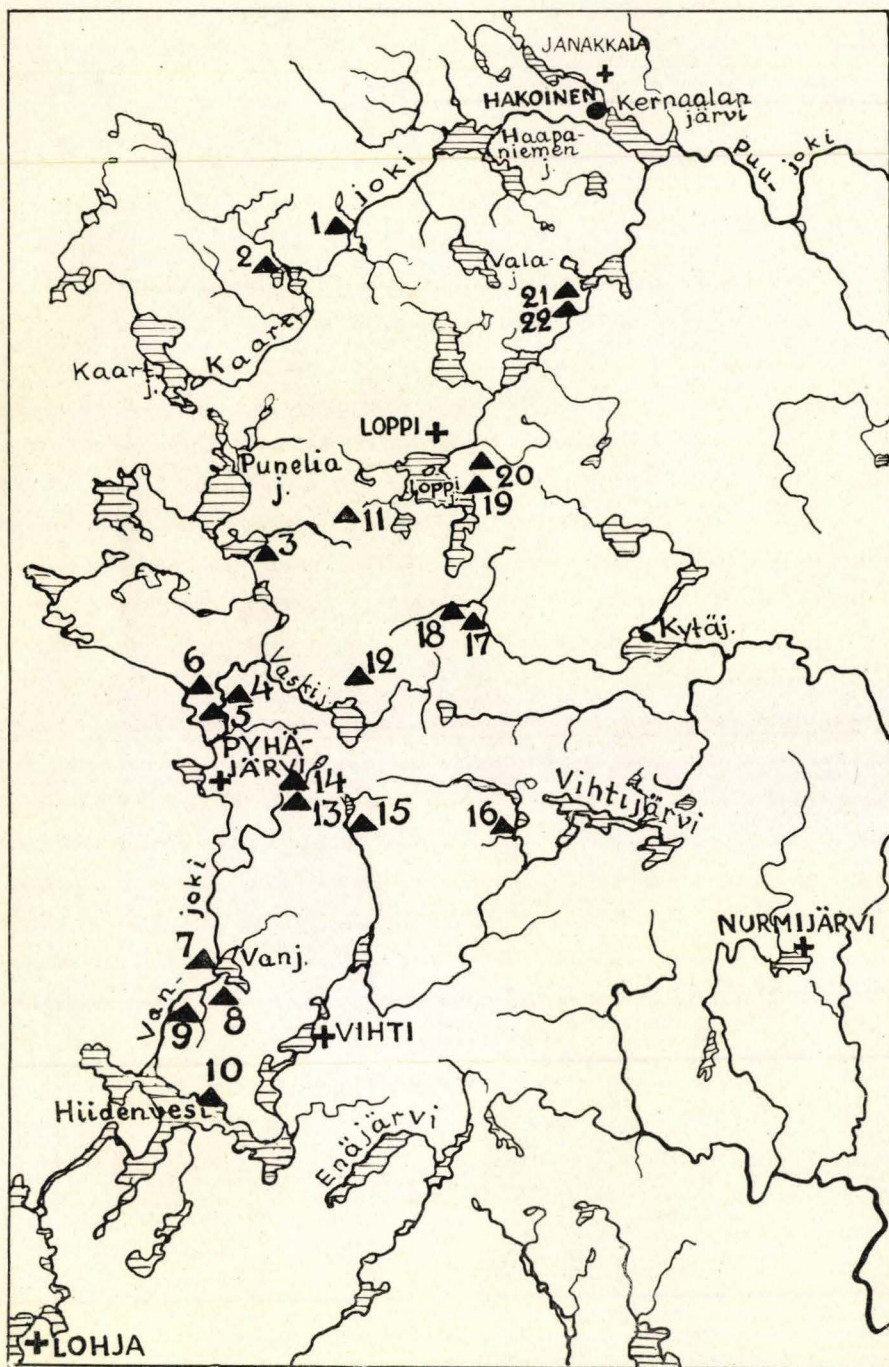 JANAKKALA
HAKOINEN
Kernaalan
järvi
Haapa-
niemen
j.
Puu-joki
joki
1
2
Vala-
j.
21
22
Kaart
Kaart
j.
LOPPI
Punelia
j.
Loppij
20
19
11
3
18
17
Kytäj.
6
4
5
Vaskij.
12
PYHÄ-
JÄRVI
14
13
15
16
Vihtijärvi
NURMIJÄRVI
joki
7
Vanj.
Van-
8
9
VIHTI
10
Hiidenvesi
Enäjärvi
LOHJA